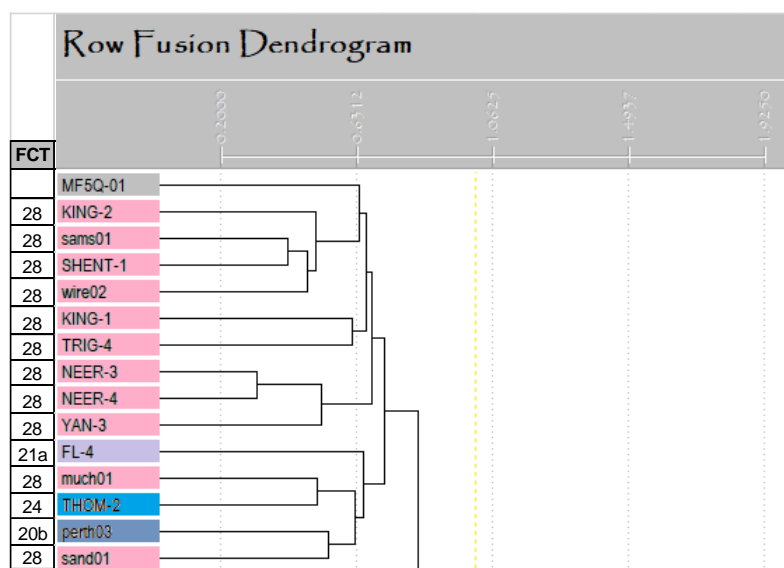 Row Fusion Dendrogram
0.2000 0.6312 1.0625 1.4937 1.9250
FCT
MF5Q-01
28 KING-2
28 sams01
28 SHENT-1
28 wire02
28 KING-1
28 TRIG-4
28 NEER-3
28 NEER-4
28 YAN-3
21a FL-4
28 much01
24 THOM-2
20b perth03
28 sand01